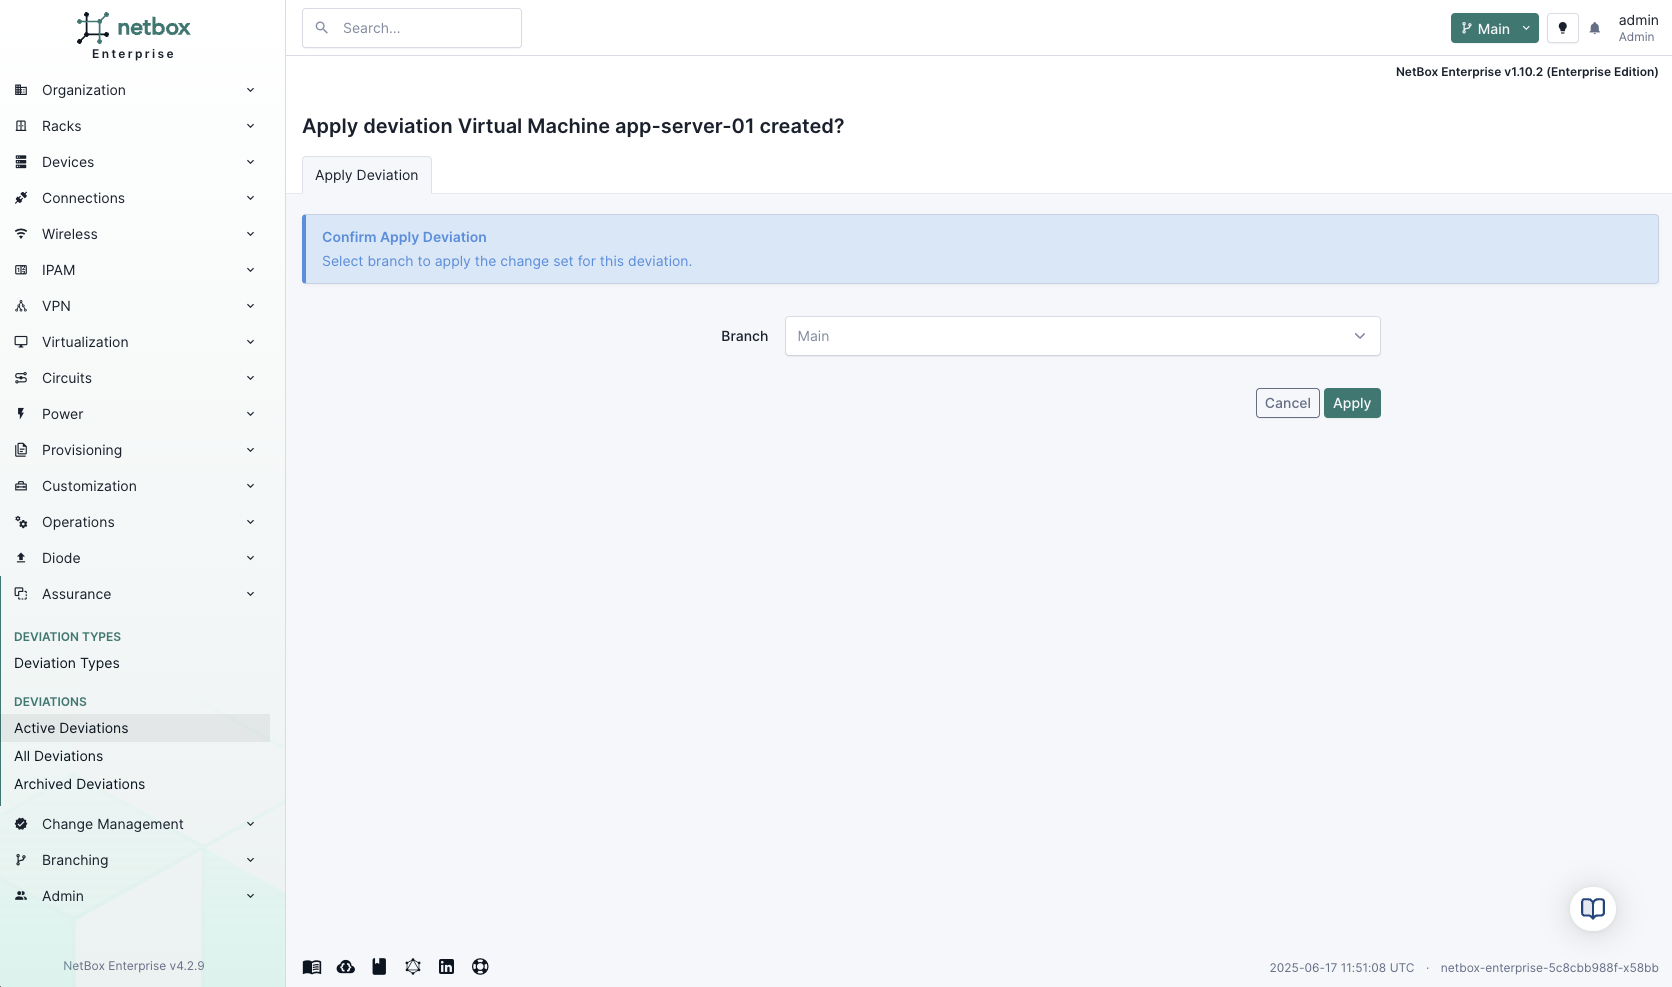 netbox
Enterprise
Search...
Main
admin
Admin
NetBox Enterprise v1.10.2 (Enterprise Edition)
Organization
Racks
Devices
Connections
Wireless
IPAM
VPN
Virtualization
Circuits
Power
Provisioning
Customization
Operations
Diode
Assurance
DEVIATION TYPES
Deviation Types
DEVIATIONS
Active Deviations
All Deviations
Archived Deviations
Change Management
Branching
Admin
NetBox Enterprise v4.2.9
Apply deviation Virtual Machine app-server-01 created?
Apply Deviation
Confirm Apply Deviation
Select branch to apply the change set for this deviation.
Branch
Main
Cancel
Apply
in
2025-06-17 11:51:08 UTC · netbox-enterprise-5c8cbb988f-x58bb